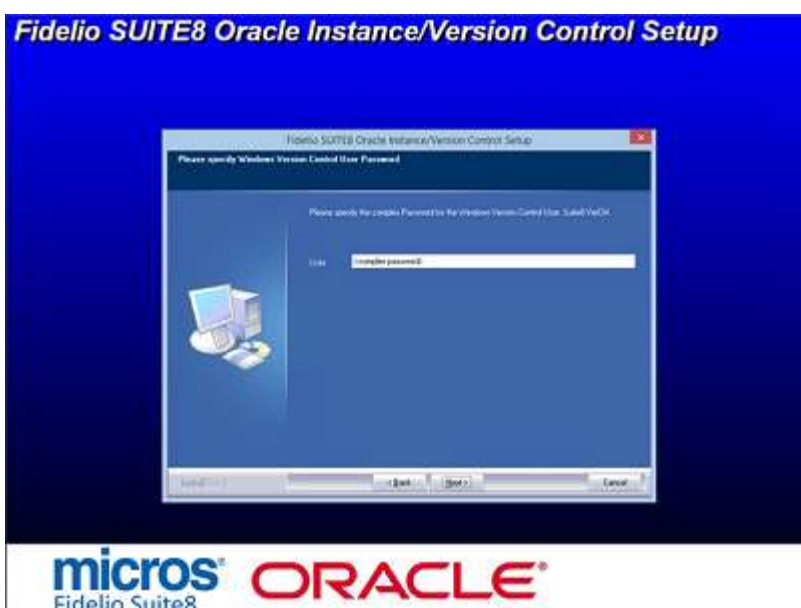 Fidelio SUITE8 Oracle Instance/Version Control Setup
Fidelio SUITE8 Oracle Instance/Version Control Setup
Please specify Windows Version Control User Password
Please specify the complex Password for the Windows Version Control User,
<complex password>
< Back
Next >
Cancel
micros
ORACLE
Fidelio Suite8